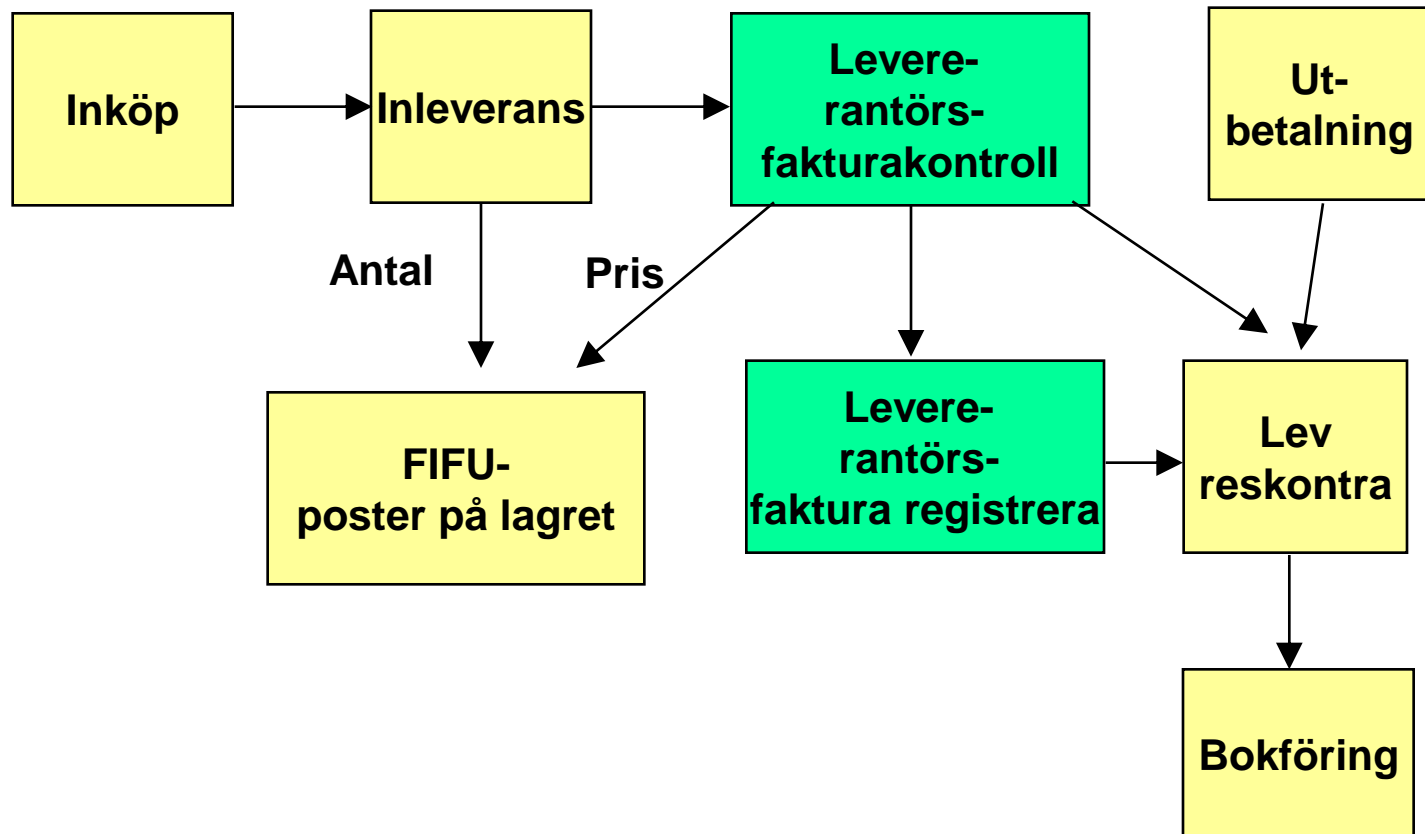 Inköp
Inleverans
Levere-
rantörs-
fakturakontroll
Ut-
betalning
Antal
Pris
FIFU-
poster på lagret
Levere-
rantörs-
faktura registrera
Lev
reskontra
Bokföring